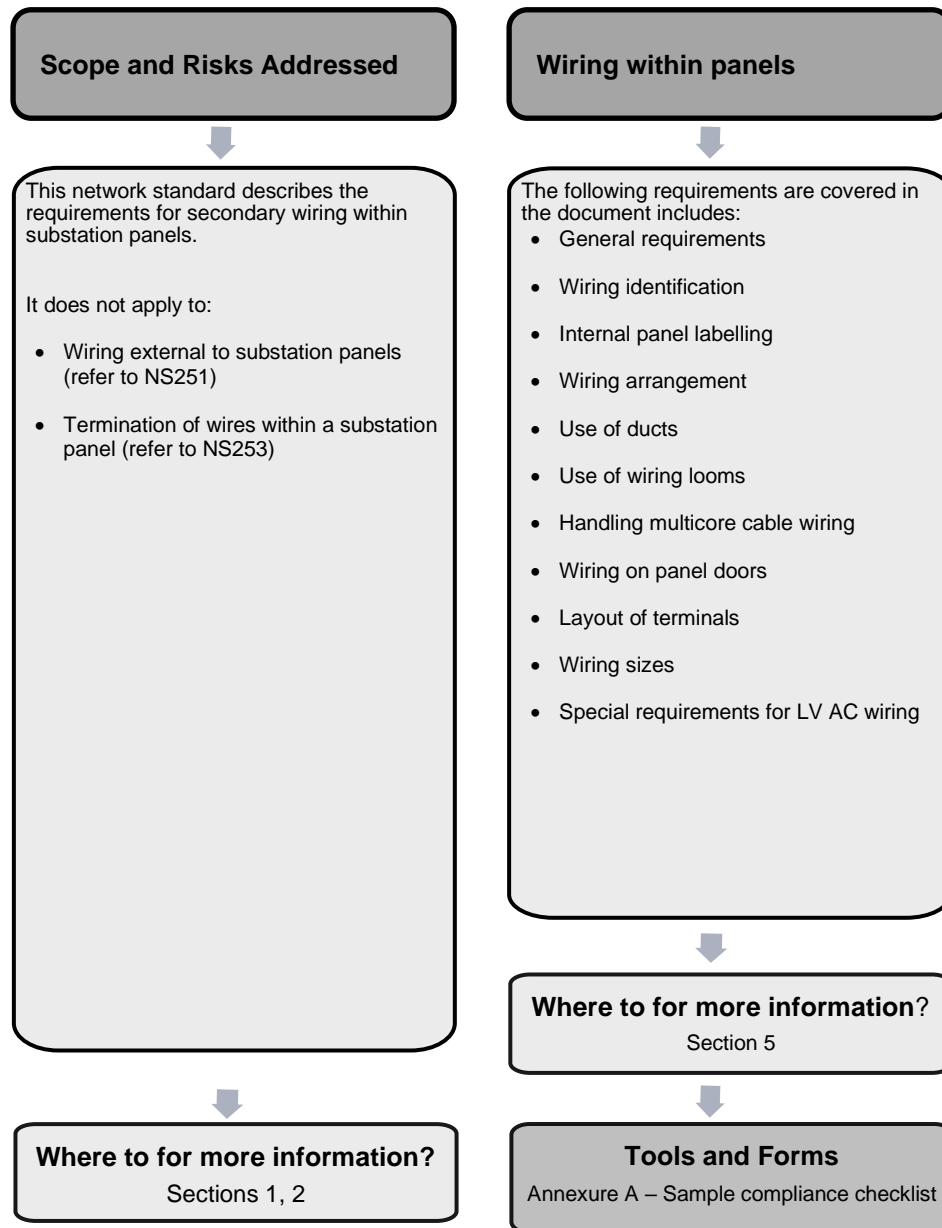 Scope and Risks Addressed
This network standard describes the
requirements for secondary wiring within
substation panels.
It does not apply to:
• Wiring external to substation panels
(refer to NS251)
• Termination of wires within a substation
panel (refer to NS253)
Where to for more information?
Sections 1, 2
Wiring within panels
The following requirements are covered in
the document includes:
• General requirements
• Wiring identification
• Internal panel labelling
• Wiring arrangement
• Use of ducts
• Use of wiring looms
• Handling multicore cable wiring
• Wiring on panel doors
• Layout of terminals
• Wiring sizes
• Special requirements for LV AC wiring
Where to for more information?
Section 5
Tools and Forms
Annexure A – Sample compliance checklist